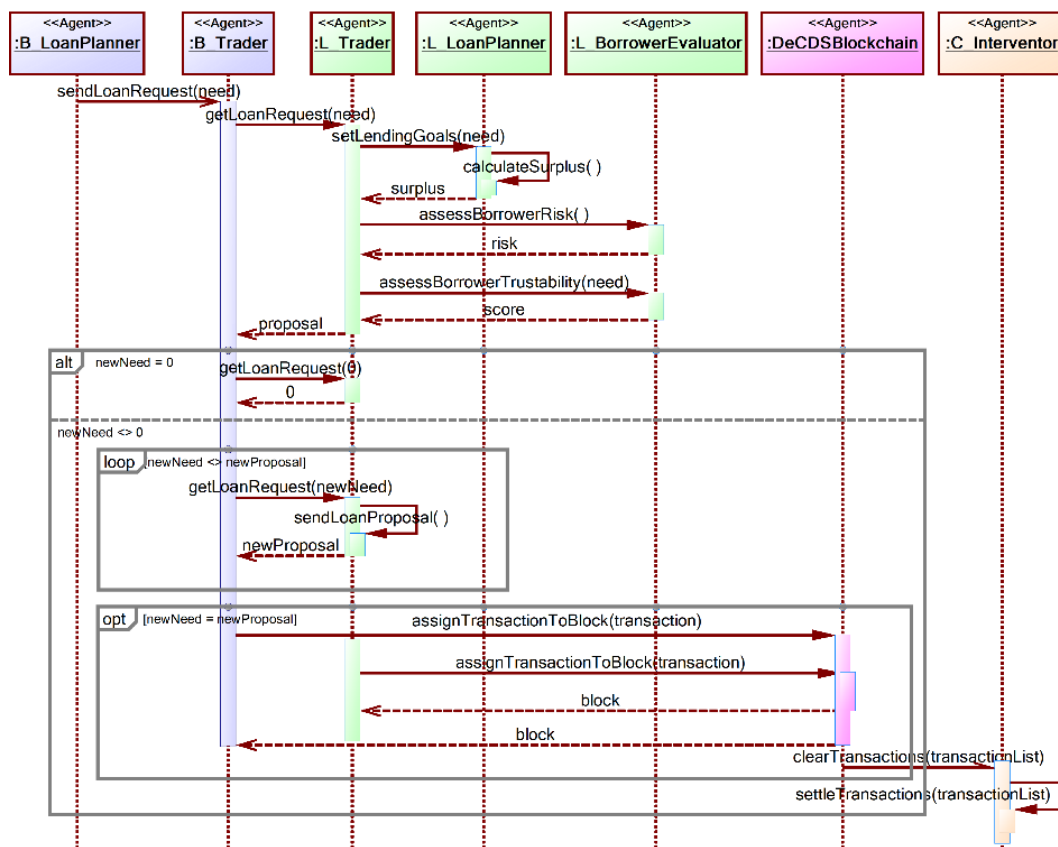 <<Agent>> <<Agent>> <<Agent>> <<Agent>> <<Agent>> <<Agent>> <<Agent>>
:B_LoanPlanner :B_Trader :L_Trader :L_LoanPlanner :L_BorrowerEvaluator :DeCDSBlockchain :C_Interventor
sendLoanRequest(need)
getLoanRequest(need)
setLendingGoals(need)
calculateSurplus( )
surplus
assessBorrowerRisk( )
risk
assessBorrowerTrustability(need)
score
proposal
alt newNeed = 0
getLoanRequest(0)
0
newNeed <> 0
loop [newNeed <> newProposal]
getLoanRequest(newNeed)
sendLoanProposal( )
newProposal
opt [newNeed = newProposal]
assignTransactionToBlock(transaction)
assignTransactionToBlock(transaction)
block
block
clearTransactions(transactionList)
settleTransactions(transactionList)